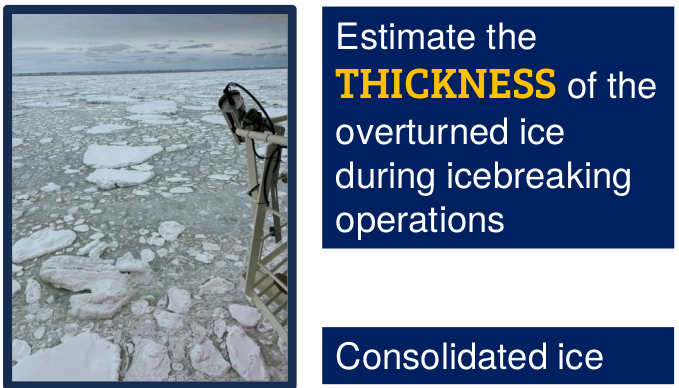 Estimate the
THICKNESS of the
overturned ice
during icebreaking
operations
Consolidated ice